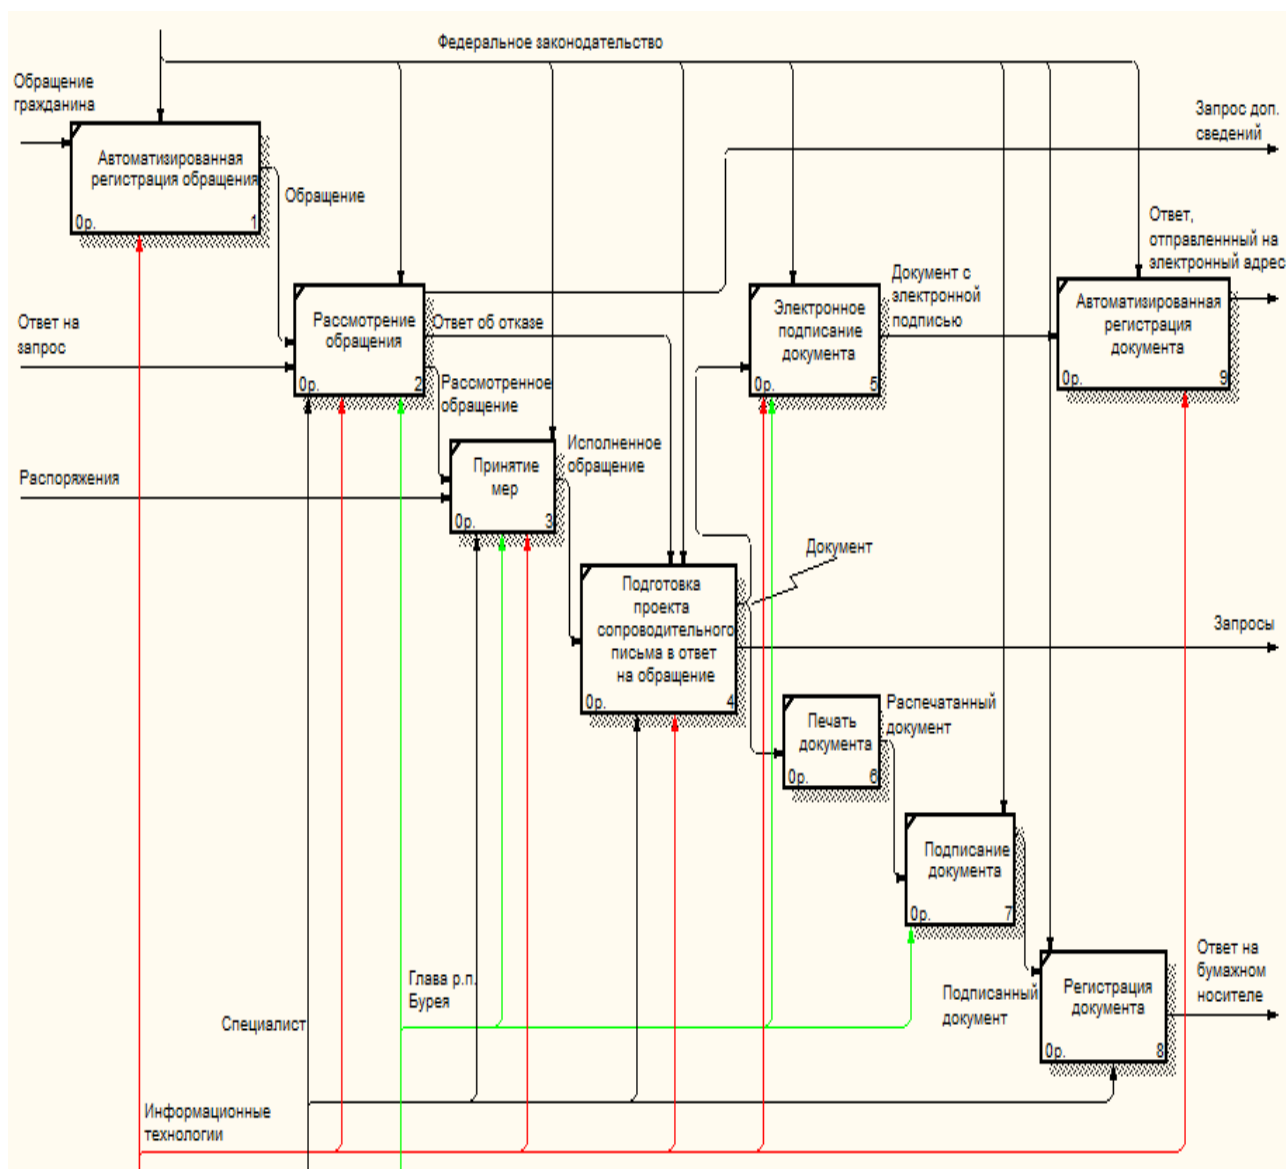 Федеральное законодательство
Обращение
гражданина
Запрос доп.
сведений
Автоматизированная
регистрация обращения
0р. 1
Обращение
Ответ,
отправленнный на
электронный адрес
Документ с
электронной
подписью
Ответ на
запрос
Рассмотрение
обращения
0р. 2
Ответ об отказе
Электронное
подписание
документа
0р. 5
Автоматизированная
регистрация
документа
0р. 9
Рассмотренное
обращение
Распоряжения
Принятие
мер
0р. 3
Исполненное
обращение
Документ
Подготовка
проекта
сопроводительного
письма в ответ
на обращение
0р. 4
Запросы
Печать
документа
0р. 6
Распечатанный
документ
Подписание
документа
0р. 7
Глава р.п.
Бурея
Подписанный
документ
Регистрация
документа
0р. 8
Ответ на
бумажном
носителе
Специалист
Информационные
технологии